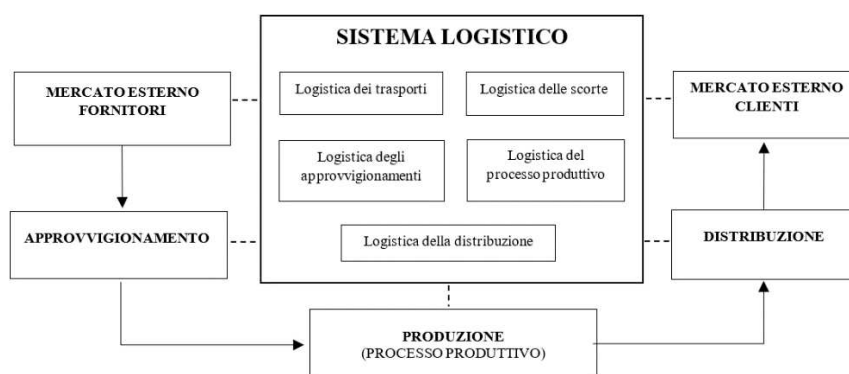 SISTEMA LOGISTICO
MERCATO ESTERNO
FORNITORI
Logistica dei trasporti
Logistica delle scorte
MERCATO ESTERNO
CLIENTI
Logistica degli
approvvigionamenti
Logistica del
processo produttivo
APPROVVIGIONAMENTO
Logistica della distribuzione
DISTRIBUZIONE
PRODUZIONE
(PROCESSO PRODUTTIVO)